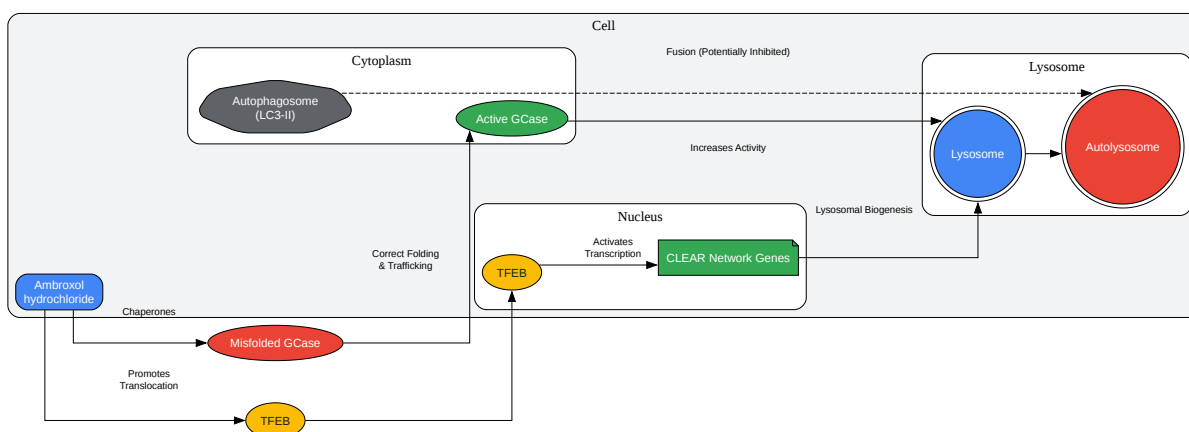 Cell
Fusion (Potentially Inhibited)
Cytoplasm
Lysosome
Autophagosome
(LC3-II)
Active GCase
Increases Activity
Lysosome
Autolysosome
Nucleus
Lysosomal Biogenesis
Activates
Transcription
CLEAR Network Genes
TFEB
Correct Folding
& Trafficking
Ambroxol
hydrochloride
Chaperones
Misfolded GCase
Promotes
Translocation
TFEB